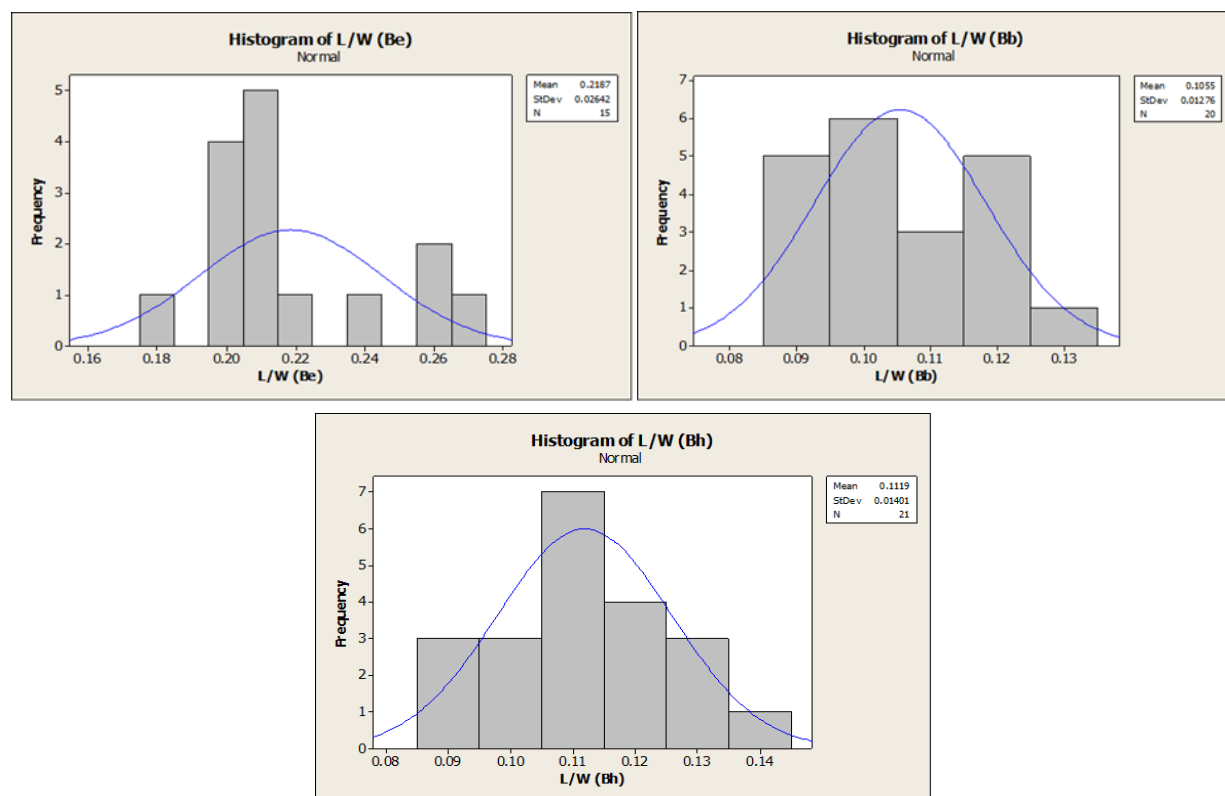 Histogram of L/W (Be)
Normal
Mean 0.2187
StDev 0.02642
N 15
Frequency
5
4
3
2
1
0
0.16 0.18 0.20 0.22 0.24 0.26 0.28
L/W (Be)
Histogram of L/W (Bb)
Normal
Mean 0.1055
StDev 0.01276
N 20
Frequency
7
6
5
4
3
2
1
0
0.08 0.09 0.10 0.11 0.12 0.13
L/W (Bb)
Histogram of L/W (Bh)
Normal
Mean 0.1119
StDev 0.01401
N 21
Frequency
7
6
5
4
3
2
1
0
0.08 0.09 0.10 0.11 0.12 0.13 0.14
L/W (Bh)